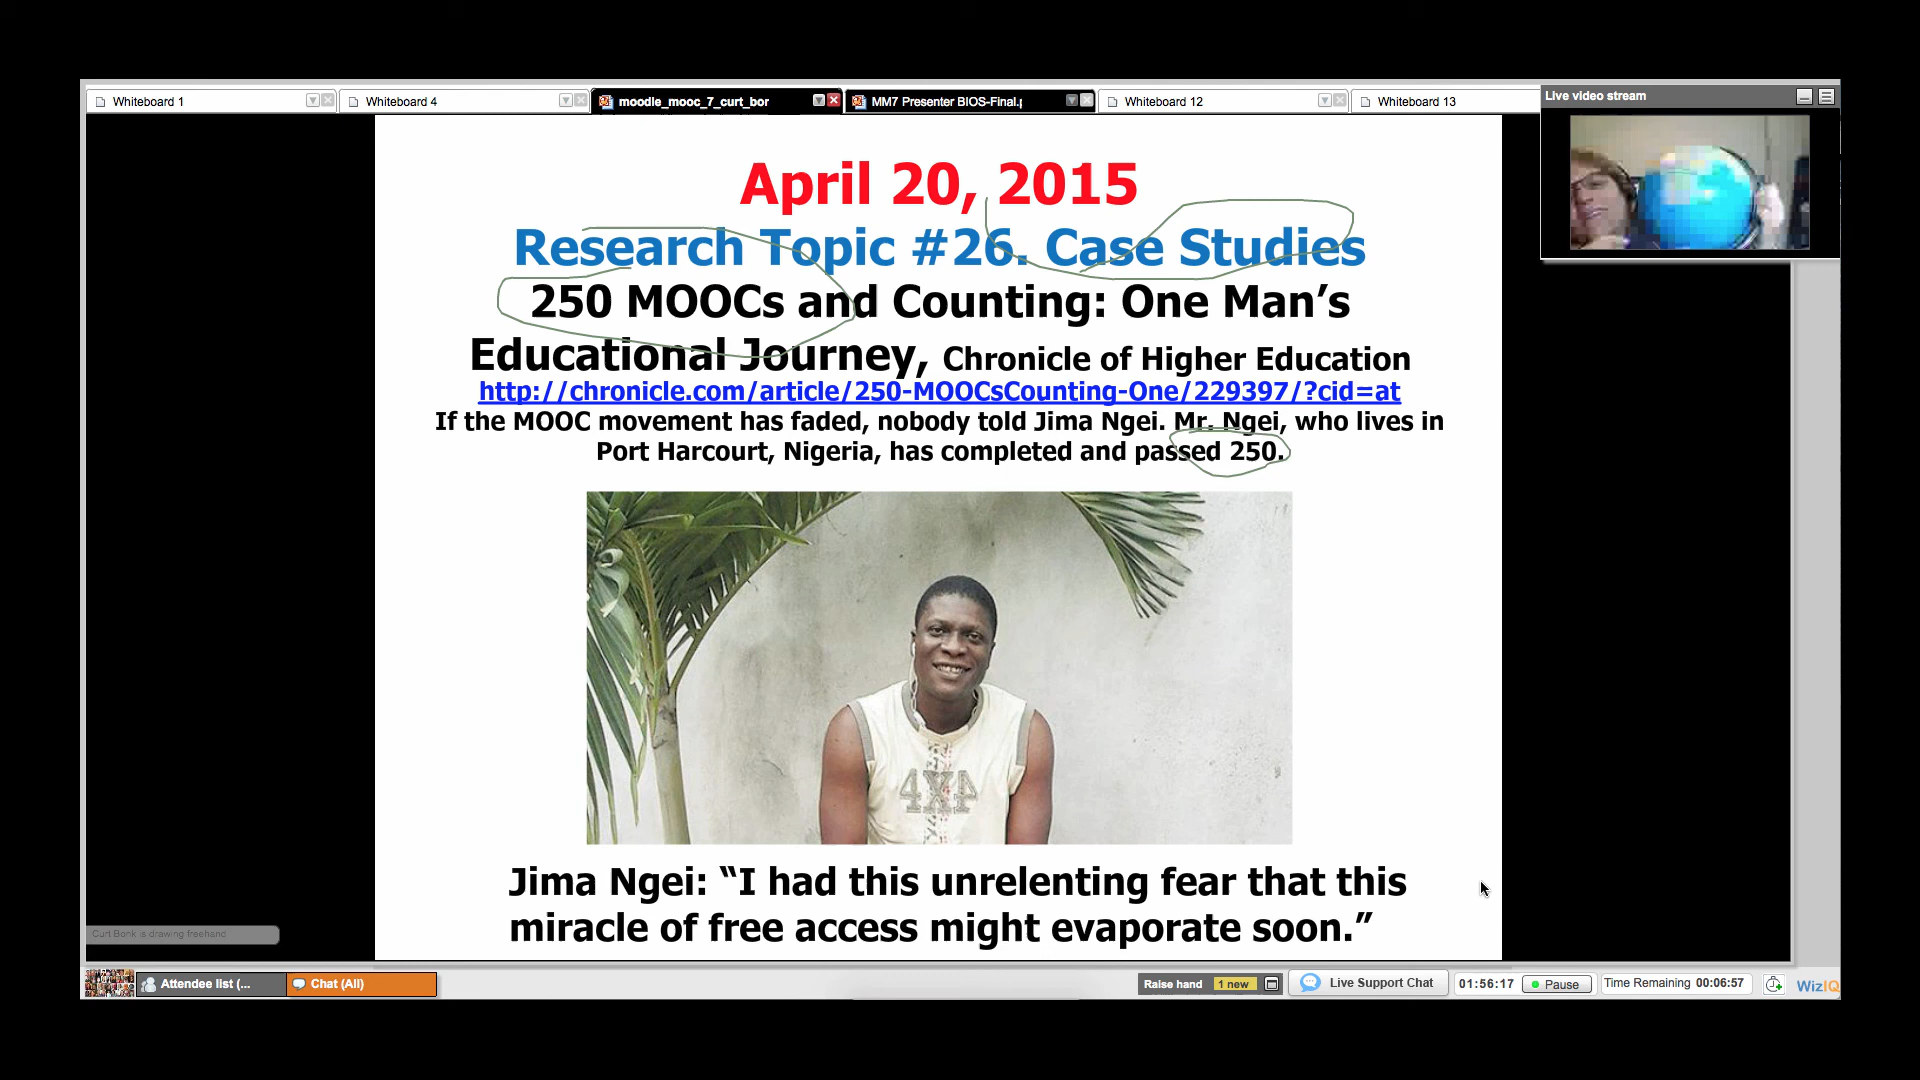 Whiteboard 1
Whiteboard 4
moodle_mooc_7_curt_bor
MM7 Presenter BIOS-Final.p
Whiteboard 12
Whiteboard 13
Live video stream
April 20, 2015
Research Topic #26. Case Studies
250 MOOCs and Counting: One Man’s
Educational Journey, Chronicle of Higher Education
http://chronicle.com/article/250-MOOCsCounting-One/229397/?cid=at
If the MOOC movement has faded, nobody told Jima Ngei. Mr. Ngei, who lives in
Port Harcourt, Nigeria, has completed and passed 250.
4X4
Jima Ngei: “I had this unrelenting fear that this
miracle of free access might evaporate soon.”
Curt Bonk is drawing freehand
Attendee list (...
Chat (All)
Raise hand 1 new
Live Support Chat
01:56:17
Pause
Time Remaining 00:06:57
WizIQ